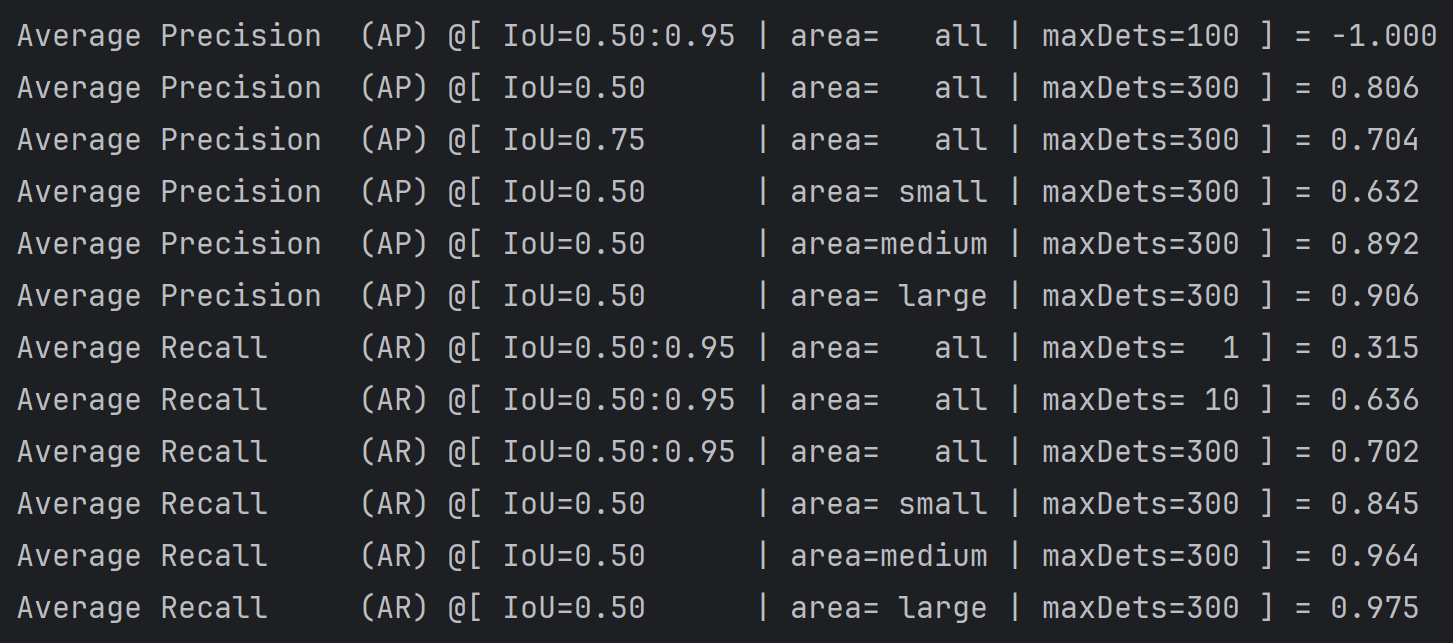 Average Precision  (AP) @[ IoU=0.50:0.95 | area=   all | maxDets=100 ] = -1.000
Average Precision  (AP) @[ IoU=0.50      | area=   all | maxDets=300 ] = 0.806
Average Precision  (AP) @[ IoU=0.75      | area=   all | maxDets=300 ] = 0.704
Average Precision  (AP) @[ IoU=0.50      | area= small | maxDets=300 ] = 0.632
Average Precision  (AP) @[ IoU=0.50      | area=medium | maxDets=300 ] = 0.892
Average Precision  (AP) @[ IoU=0.50      | area= large | maxDets=300 ] = 0.906
Average Recall     (AR) @[ IoU=0.50:0.95 | area=   all | maxDets=  1 ] = 0.315
Average Recall     (AR) @[ IoU=0.50:0.95 | area=   all | maxDets= 10 ] = 0.636
Average Recall     (AR) @[ IoU=0.50:0.95 | area=   all | maxDets=300 ] = 0.702
Average Recall     (AR) @[ IoU=0.50      | area= small | maxDets=300 ] = 0.845
Average Recall     (AR) @[ IoU=0.50      | area=medium | maxDets=300 ] = 0.964
Average Recall     (AR) @[ IoU=0.50      | area= large | maxDets=300 ] = 0.975